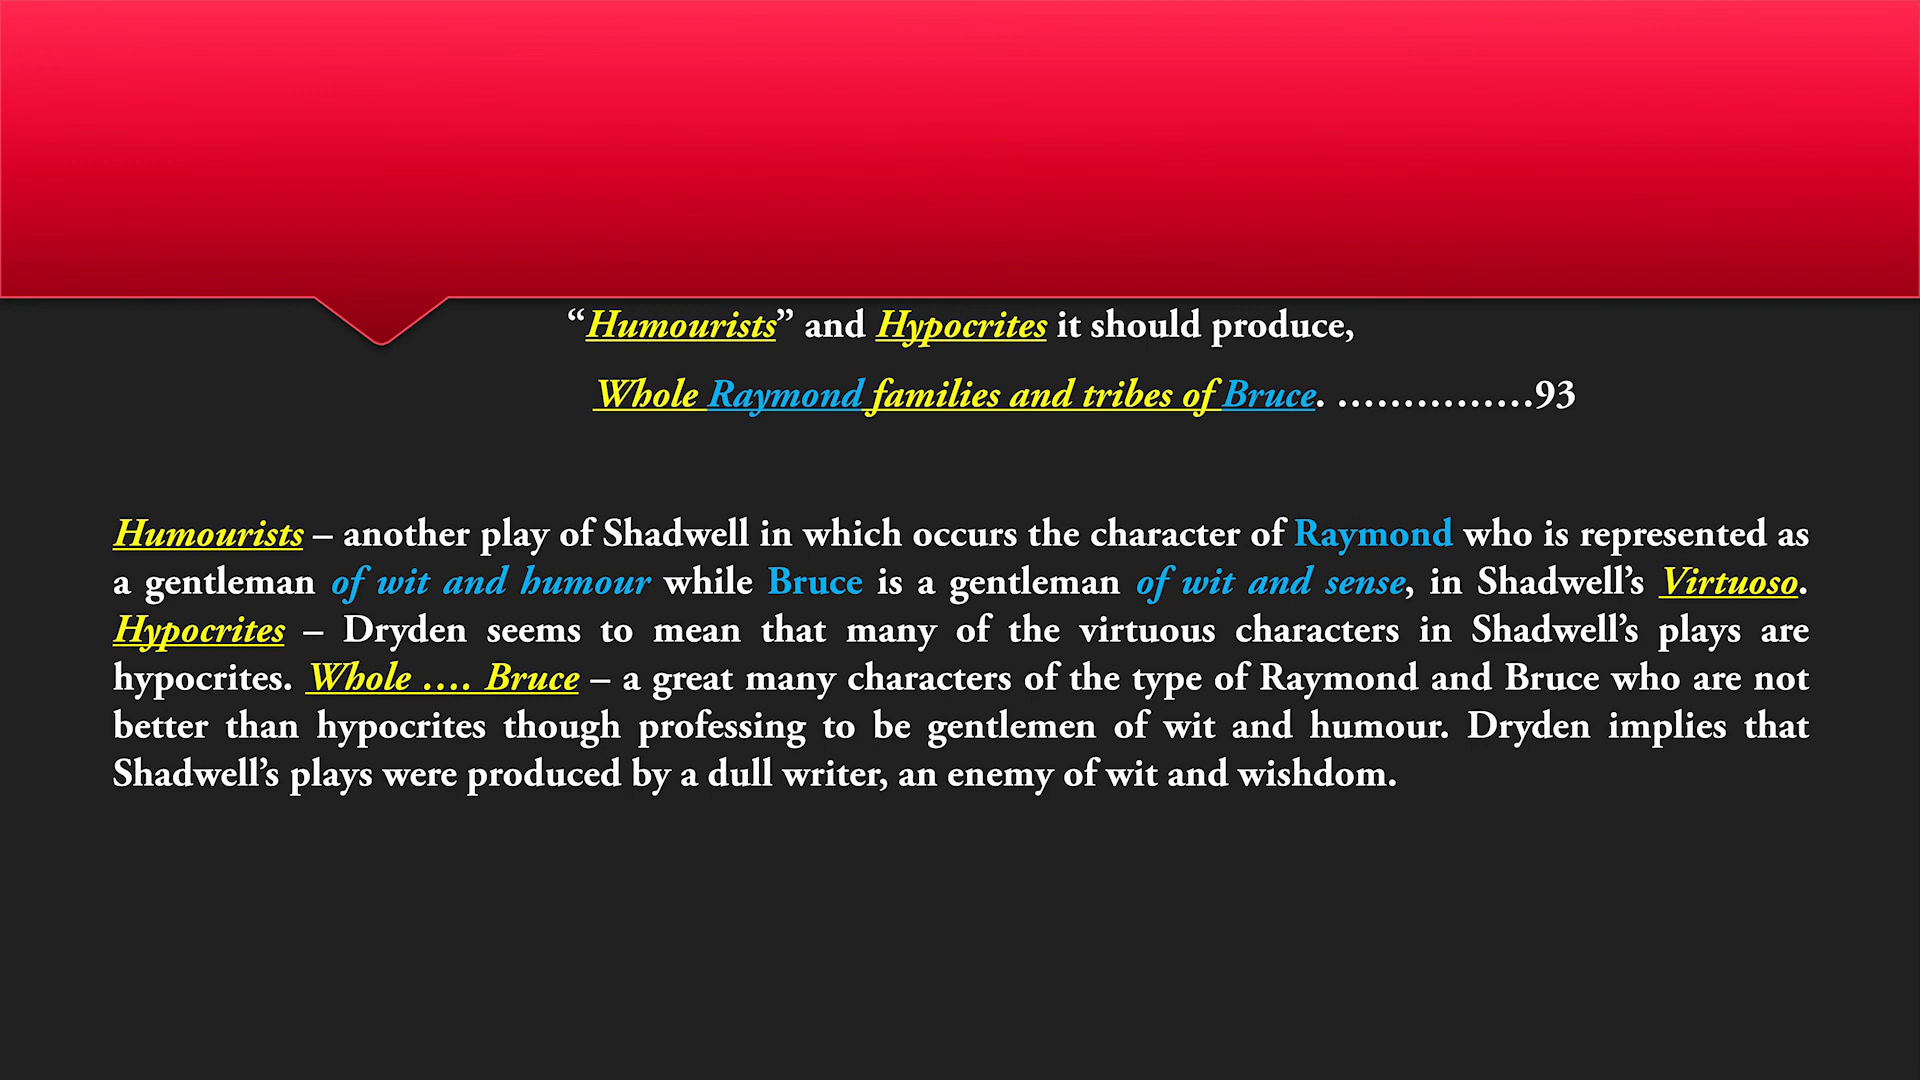 “Humourists” and Hypocrites it should produce,
Whole Raymond families and tribes of Bruce. ……………93
Humourists – another play of Shadwell in which occurs the character of Raymond who is represented as
a gentleman of wit and humour while Bruce is a gentleman of wit and sense, in Shadwell’s Virtuoso.
Hypocrites – Dryden seems to mean that many of the virtuous characters in Shadwell’s plays are
hypocrites. Whole …. Bruce – a great many characters of the type of Raymond and Bruce who are not
better than hypocrites though professing to be gentlemen of wit and humour. Dryden implies that
Shadwell’s plays were produced by a dull writer, an enemy of wit and wishdom.